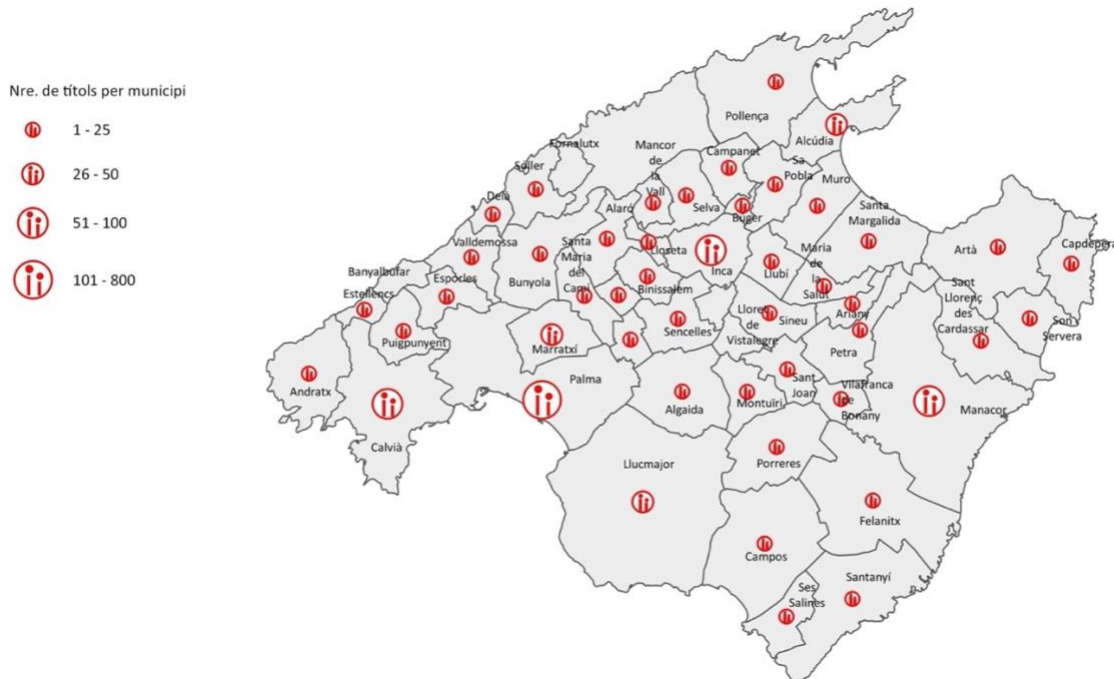 Nre. de títols per municipi
1 - 25
26 - 50
51 - 100
101 - 800
Pollença
Alcúdia
Fornalutx
Mancor
de la
Vall
Campanet
Sa
Pobla
Muro
Sóller
Deià
Selva
Búger
Santa
Margalida
Alaró
Valldemossa
Santa
Maria
del
Camí
Lloseta
Inca
Llubí
Maria
de la
Salut
Artà
Capdepera
Banyalbufar
Estellencs
Esporles
Bunyola
Binissalem
Ariany
Sant
Llorenç
des
Cardassar
Son
Servera
Puigpunyent
Marratxí
Sencelles
Lloret
de
Vistalegre
Sineu
Petra
Andratx
Palma
Algaida
Montuïri
Sant
Joan
Vilafranca
de
Bonany
Manacor
Calvià
Llucmajor
Porreres
Felanitx
Campos
Ses
Salines
Santanyí